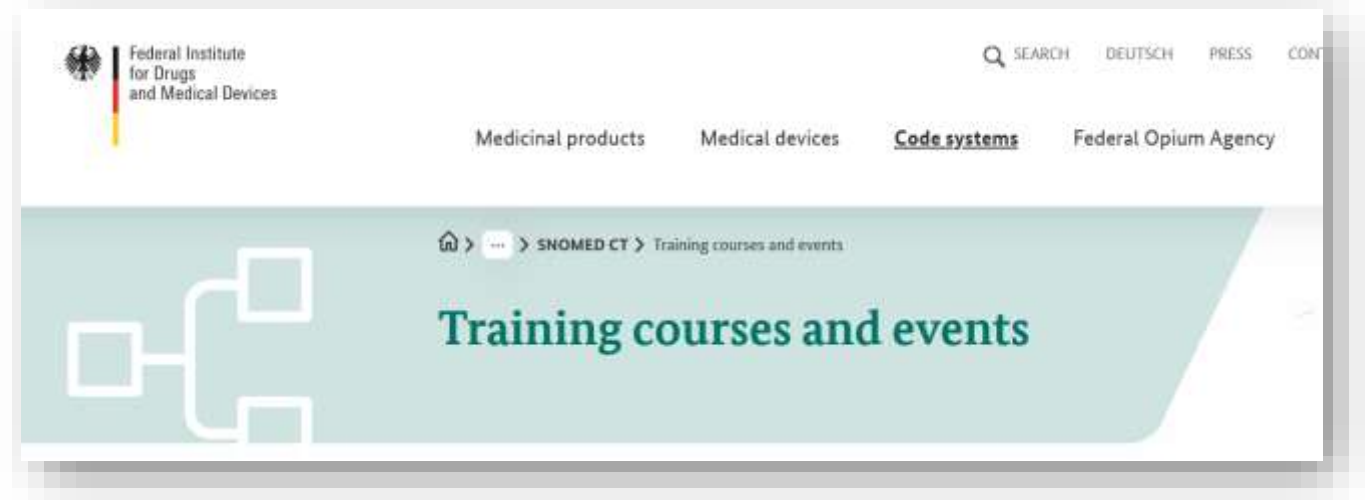 Federal Institute
for Drugs
and Medical Devices
SEARCH DEUTSCH PRESS CONT
Medicinal products Medical devices Code systems Federal Opium Agency
... > SNOMED CT > Training courses and events
Training courses and events